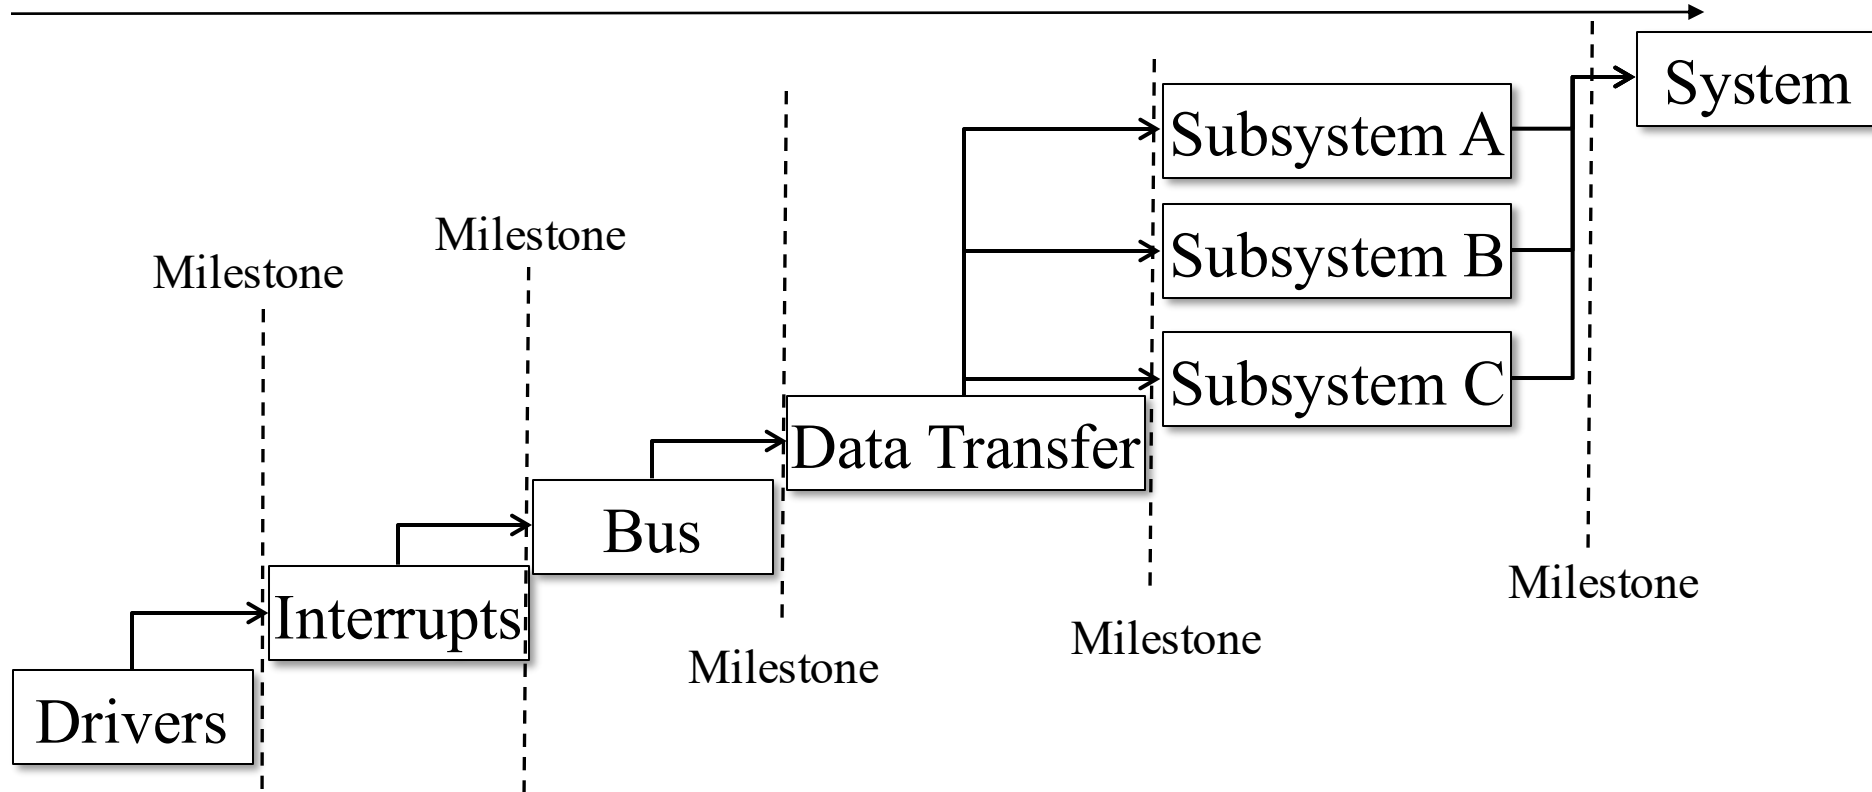 System
Subsystem A
Subsystem B
Subsystem C
Milestone
Milestone
Data Transfer
Bus
Interrupts
Drivers
Milestone
Milestone
Milestone